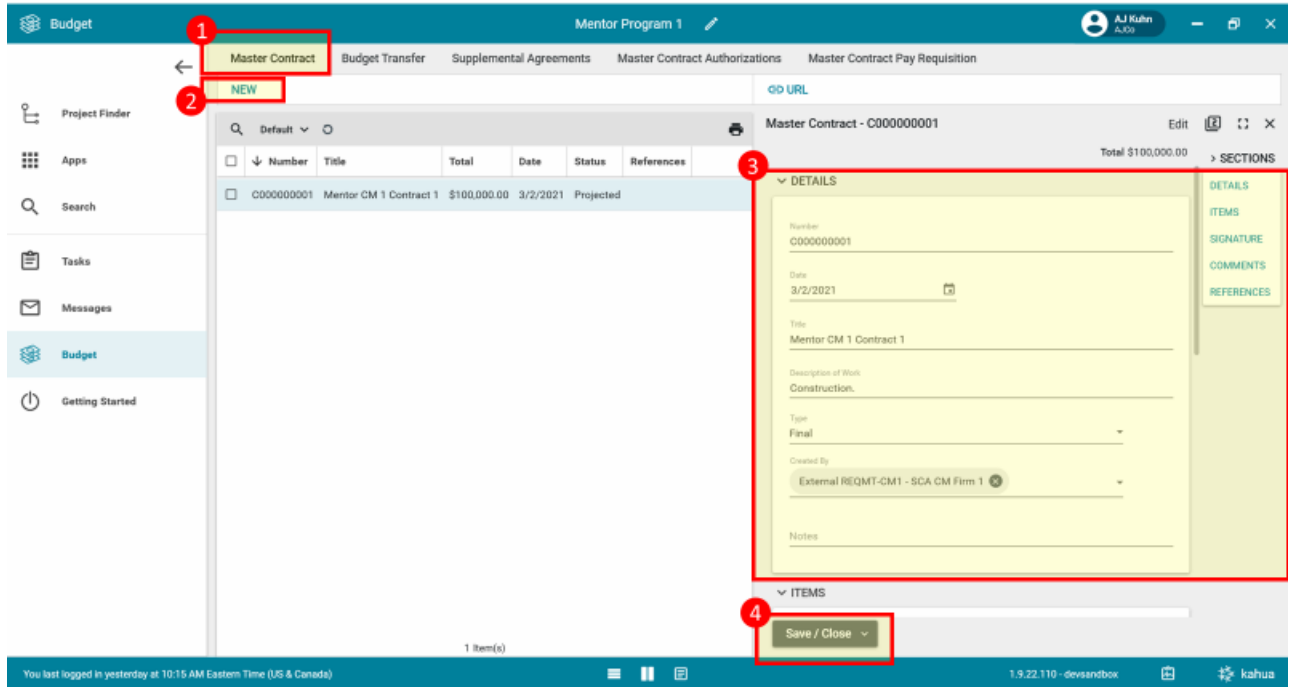 Budget
Mentor Program 1
AJ Kuhn
AJCo
1
Master Contract
Budget Transfer
Supplemental Agreements
Master Contract Authorizations
Master Contract Pay Requisition
2
NEW
URL
Project Finder
Apps
Search
Tasks
Messages
Budget
Getting Started
Default
Number Title Total Date Status References
C000000001 Mentor CM 1 Contract 1 $100,000.00 3/2/2021 Projected
1 Item(s)
Master Contract - C000000001
Edit
2
Total $100,000.00
SECTIONS
3
DETAILS
DETAILS
ITEMS
SIGNATURE
COMMENTS
REFERENCES
Number
C000000001
Date
3/2/2021
Title
Mentor CM 1 Contract 1
Description of Work
Construction.
Type
Final
Created By
External REQMT-CM1 - SCA CM Firm 1
Notes
ITEMS
4
Save / Close
You last logged in yesterday at 10:15 AM Eastern Time (US & Canada)
1.9.22.110 - devsandbox
kahua